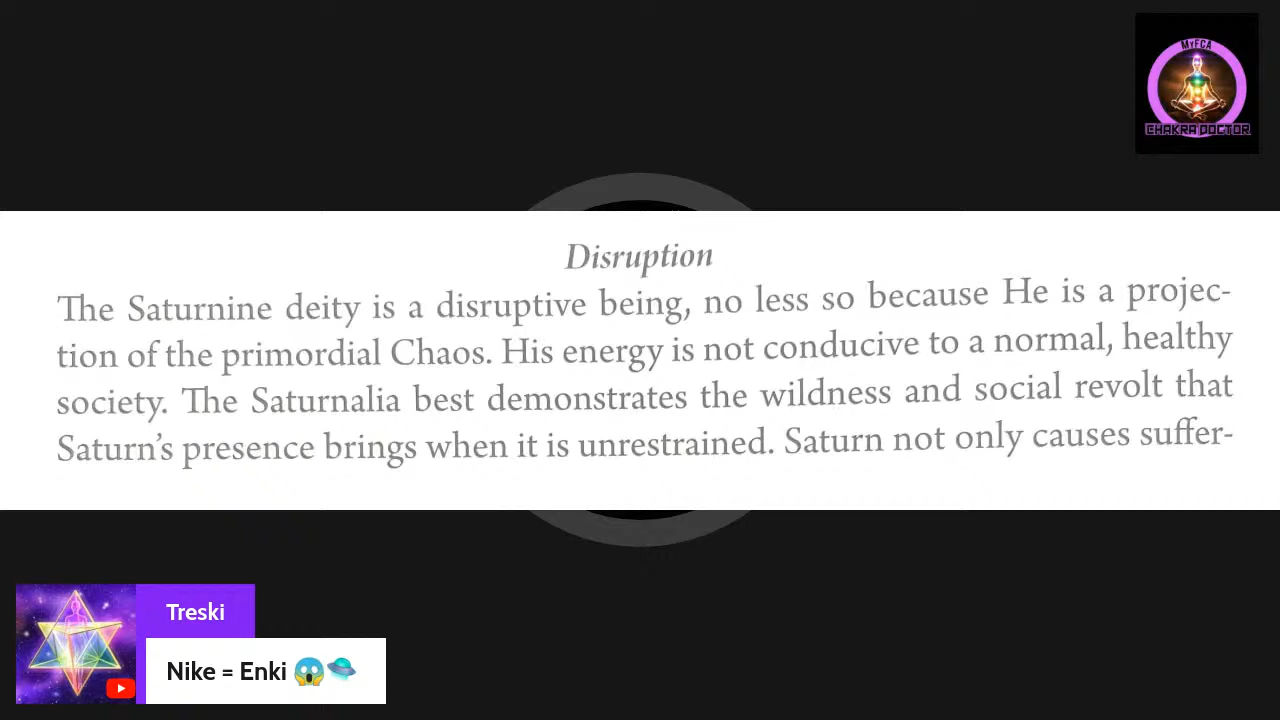 MYFCA
CHAKRA DOCTOR
Disruption
The Saturnine deity is a disruptive being, no less so because He is a projec-
tion of the primordial Chaos. His energy is not conducive to a normal, healthy
society. The Saturnalia best demonstrates the wildness and social revolt that
Saturn's presence brings when it is unrestrained. Saturn not only causes suffer-
Treski
Nike = Enki 😱🛸